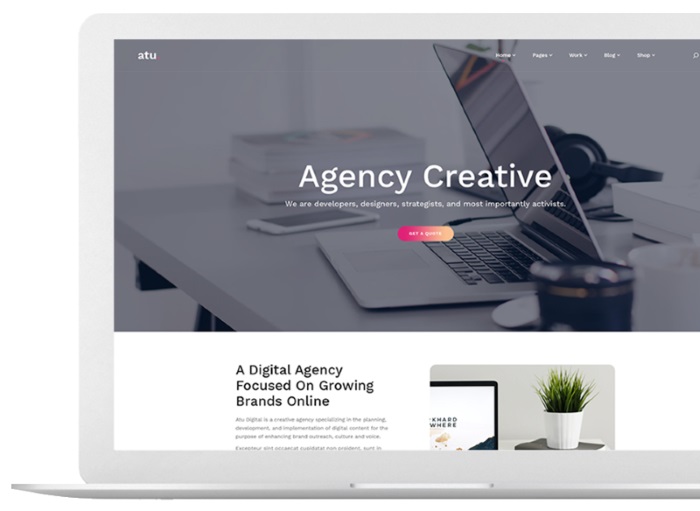 atu
Home Pages Work Blog Shop
Agency Creative
We are developers, designers, strategists, and most importantly activists.
GET A QUOTE
A Digital Agency
Focused On Growing
Brands Online
Atu Digital is a creative agency specializing in the planning,
development, and implementation of digital content for the
purpose of enhancing brand outreach, culture and voice.
Excepteur sint occaecat cupidatat non proident, sunt in
KHARD
WHERE